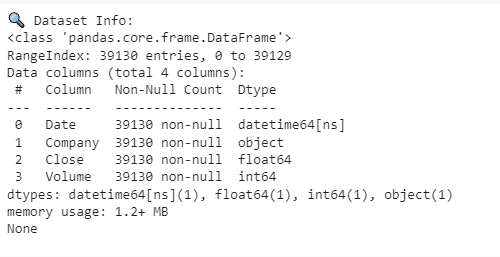 🔍 Dataset Info:
<class 'pandas.core.frame.DataFrame'>
RangeIndex: 39130 entries, 0 to 39129
Data columns (total 4 columns):
 #   Column   Non-Null Count  Dtype
---  ------   --------------  -----
 0   Date     39130 non-null  datetime64[ns]
 1   Company  39130 non-null  object
 2   Close    39130 non-null  float64
 3   Volume   39130 non-null  int64
dtypes: datetime64[ns](1), float64(1), int64(1), object(1)
memory usage: 1.2+ MB
None